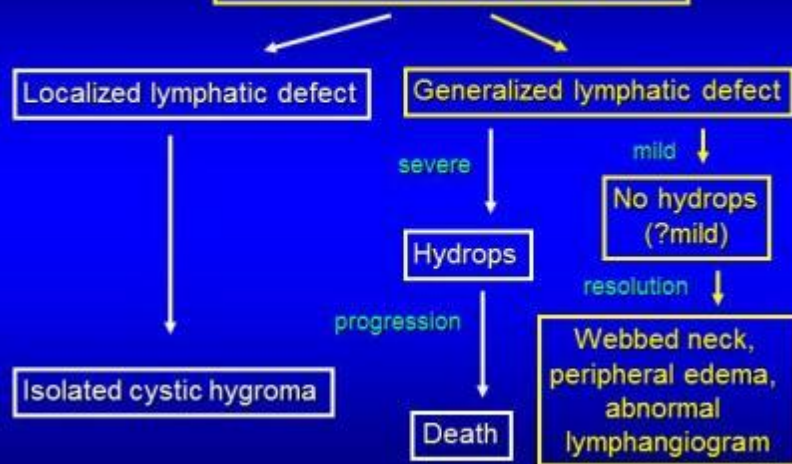 Localized lymphatic defect
Generalized lymphatic defect
severe
mild
No hydrops
(?mild)
Hydrops
resolution
progression
Webbed neck,
peripheral edema,
abnormal
lymphangiogram
Isolated cystic hygroma
Death